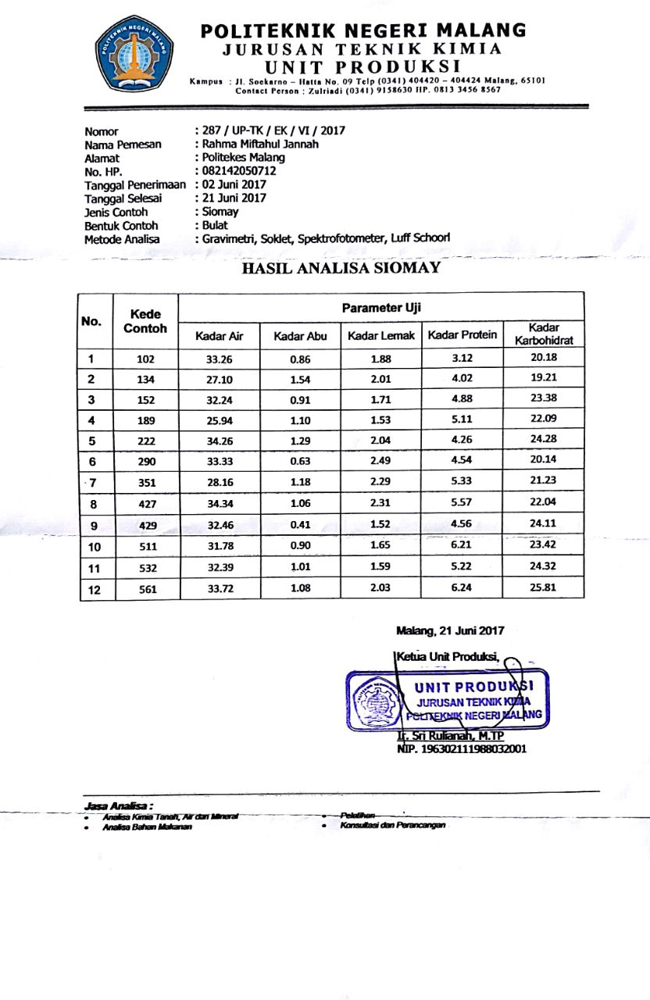 POLITEKNIK NEGERI MALANG
POLITEKNIK NEGERI MALANG
JURUSAN TEKNIK KIMIA
UNIT PRODUKSI
Kampus : Jl. Soekarno – Hatta No. 09 Telp (0341) 404420 – 404424 Malang, 65101
Contact Person : Zulriadi (0341) 9158630 HP. 0813 3456 8567
Nomor : 287 / UP-TK / EK / VI / 2017
Nama Pemesan : Rahma Miftahul Jannah
Alamat : Politekes Malang
No. HP. : 082142050712
Tanggal Penerimaan : 02 Juni 2017
Tanggal Selesai : 21 Juni 2017
Jenis Contoh : Siomay
Bentuk Contoh : Bulat
Metode Analisa : Gravimetri, Soklet, Spektrofotometer, Luff Schoorl
HASIL ANALISA SIOMAY
No. Kede Contoh Parameter Uji
Kadar Air Kadar Abu Kadar Lemak Kadar Protein Kadar Karbohidrat
1 102 33.26 0.86 1.88 3.12 20.18
2 134 27.10 1.54 2.01 4.02 19.21
3 152 32.24 0.91 1.71 4.88 23.38
4 189 25.94 1.10 1.53 5.11 22.09
5 222 34.26 1.29 2.04 4.26 24.28
6 290 33.33 0.63 2.49 4.54 20.14
7 351 28.16 1.18 2.29 5.33 21.23
8 427 34.34 1.06 2.31 5.57 22.04
9 429 32.46 0.41 1.52 4.56 24.11
10 511 31.78 0.90 1.65 6.21 23.42
11 532 32.39 1.01 1.59 5.22 24.32
12 561 33.72 1.08 2.03 6.24 25.81
Malang, 21 Juni 2017
Ketua Unit Produksi,
UNIT PRODUKSI
JURUSAN TEKNIK KIMIA
POLITEKNIK NEGERI MALANG
Ir. Sri Rulianah, M.TP
NIP. 196302111988032001
Jasa Analisa :
• Analisa Kimia Tanah, Air dan Mineral
• Analisa Bahan Makanan
• Pelatihan
• Konsultasi dan Perancangan